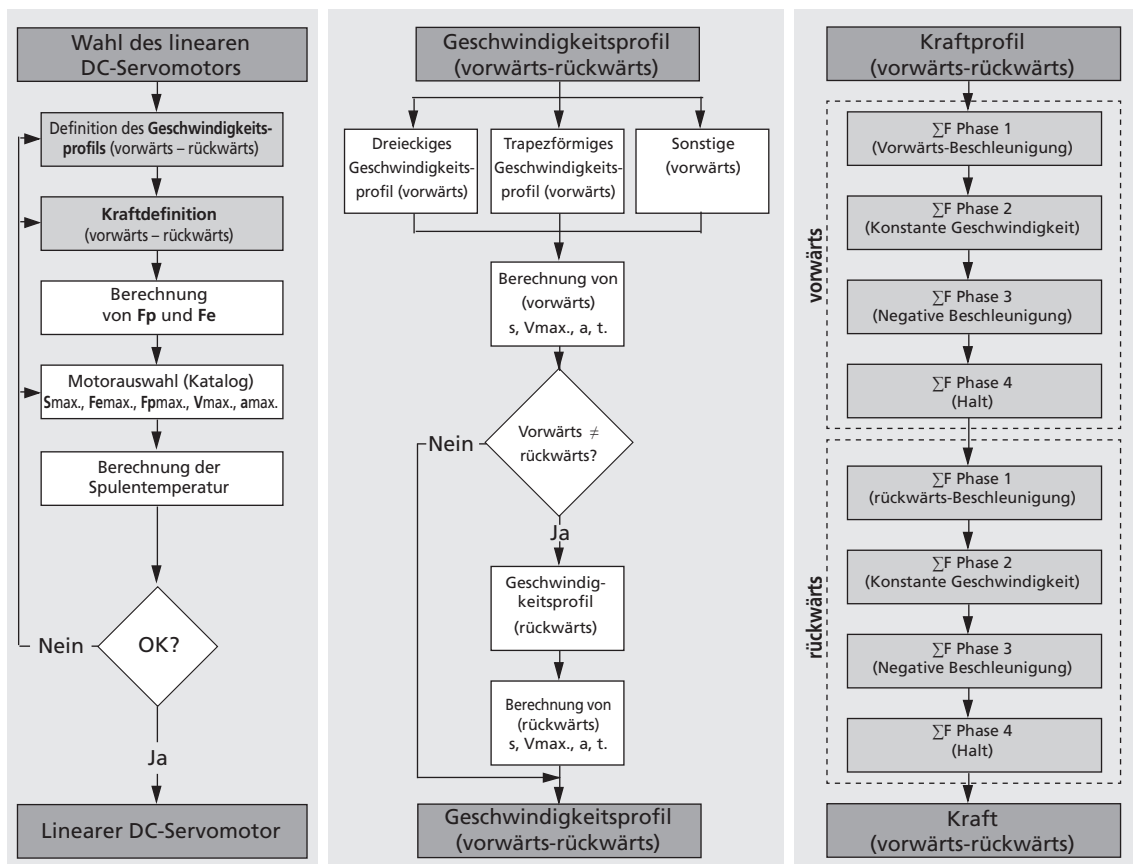 Wahl des linearen
DC-Servomotors
Definition des Geschwindigkeits-
profils (vorwärts – rückwärts)
Kraftdefinition
(vorwärts – rückwärts)
Berechnung
von Fp und Fe
Motorauswahl (Katalog)
Smax., Femax., Fpmax., Vmax., amax.
Berechnung der
Spulentemperatur
Nein
OK?
Ja
Linearer DC-Servomotor
Geschwindigkeitsprofil
(vorwärts-rückwärts)
Dreieckiges
Geschwindigkeits-
profil (vorwärts)
Trapezförmiges
Geschwindigkeits-
profil (vorwärts)
Sonstige
(vorwärts)
Berechnung von
(vorwärts)
s, Vmax., a, t.
Nein
Vorwärts ≠
rückwärts?
Ja
Geschwindig-
keitsprofil
(rückwärts)
Berechnung von
(rückwärts)
s, Vmax., a, t.
Geschwindigkeitsprofil
(vorwärts-rückwärts)
Kraftprofil
(vorwärts-rückwärts)
vorwärts
∑F Phase 1
(Vorwärts-Beschleunigung)
∑F Phase 2
(Konstante Geschwindigkeit)
∑F Phase 3
(Negative Beschleunigung)
∑F Phase 4
(Halt)
rückwärts
∑F Phase 1
(rückwärts-Beschleunigung)
∑F Phase 2
(Konstante Geschwindigkeit)
∑F Phase 3
(Negative Beschleunigung)
∑F Phase 4
(Halt)
Kraft
(vorwärts-rückwärts)